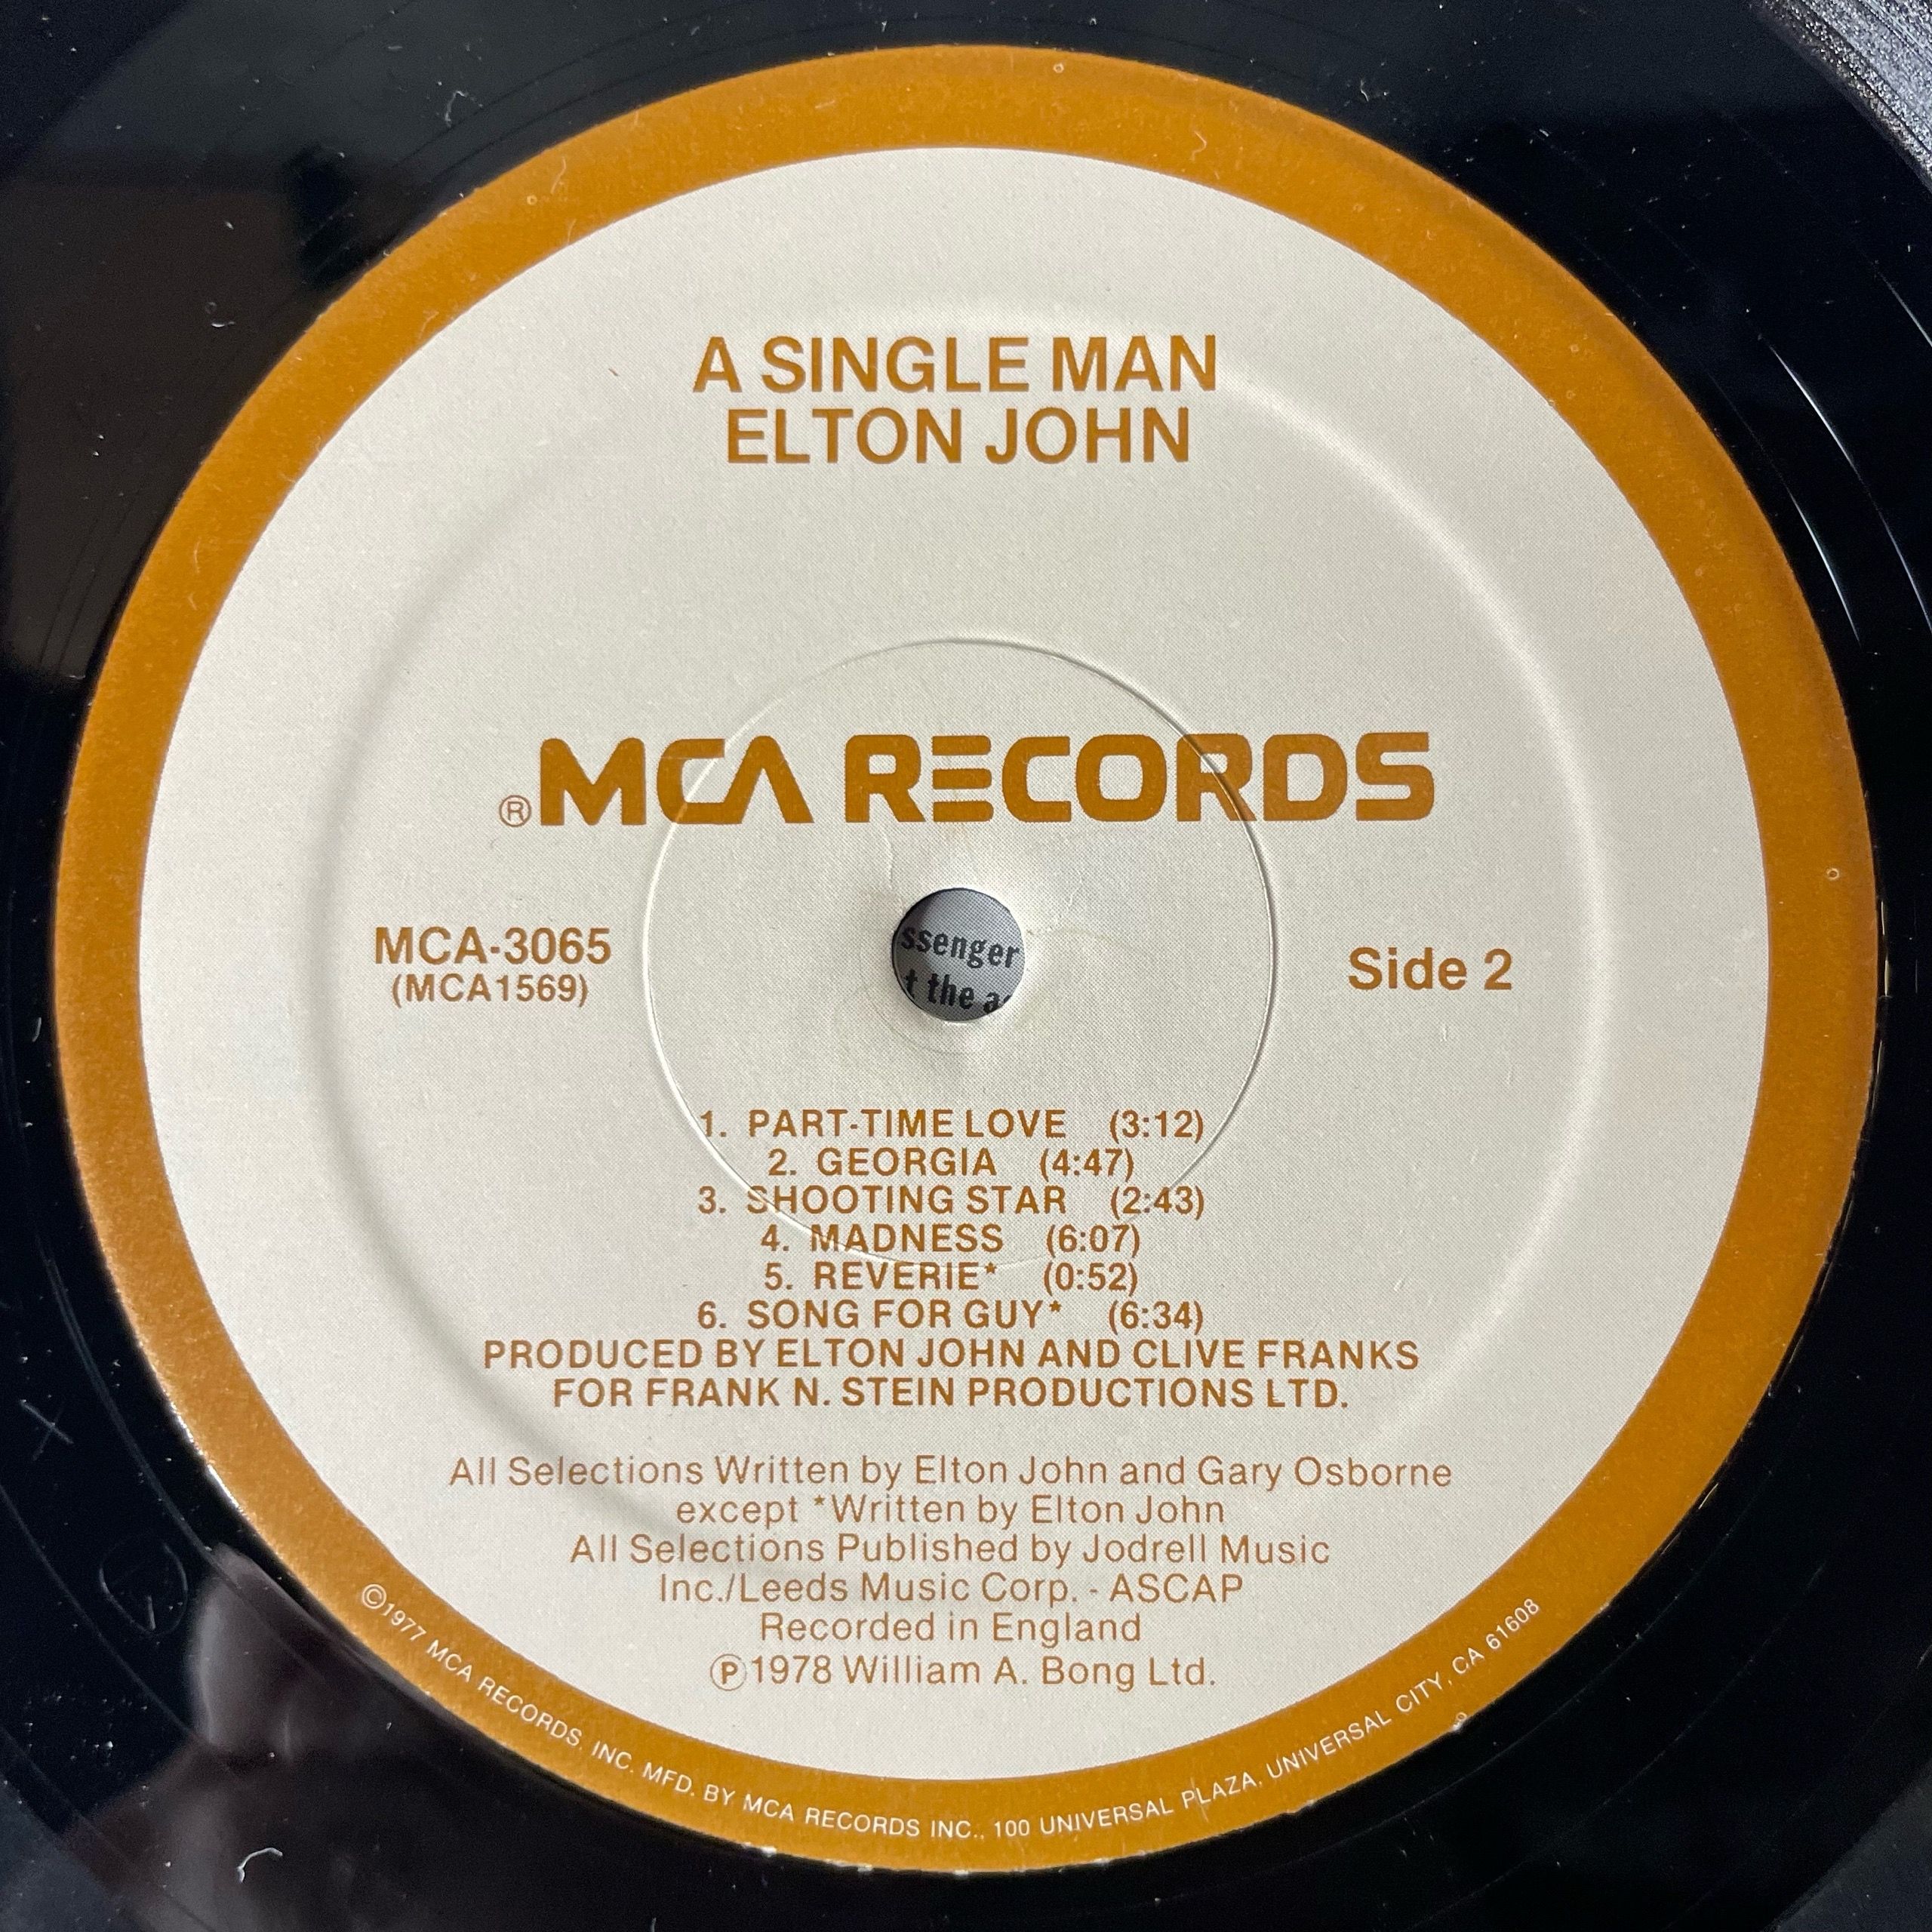 A SINGLE MAN
ELTON JOHN
®MCA RECORDS
MCA-3065
(MCA1569)
ssenger
t the
Side 2
1. PART-TIME LOVE (3:12)
2. GEORGIA (4:47)
3. SHOOTING STAR (2:43)
4. MADNESS (6:07)
5. REVERIE* (0:52)
6. SONG FOR GUY* (6:34)
PRODUCED BY ELTON JOHN AND CLIVE FRANKS
FOR FRANK N. STEIN PRODUCTIONS LTD.
All Selections Written by Elton John and Gary Osborne
except *Written by Elton John
All Selections Published by Jodrell Music
Inc./Leeds Music Corp. - ASCAP
Recorded in England
℗1978 William A. Bong Ltd.
©1977 MCA RECORDS, INC. MFD. BY MCA RECORDS INC., 100 UNIVERSAL PLAZA, UNIVERSAL CITY, CA 61608